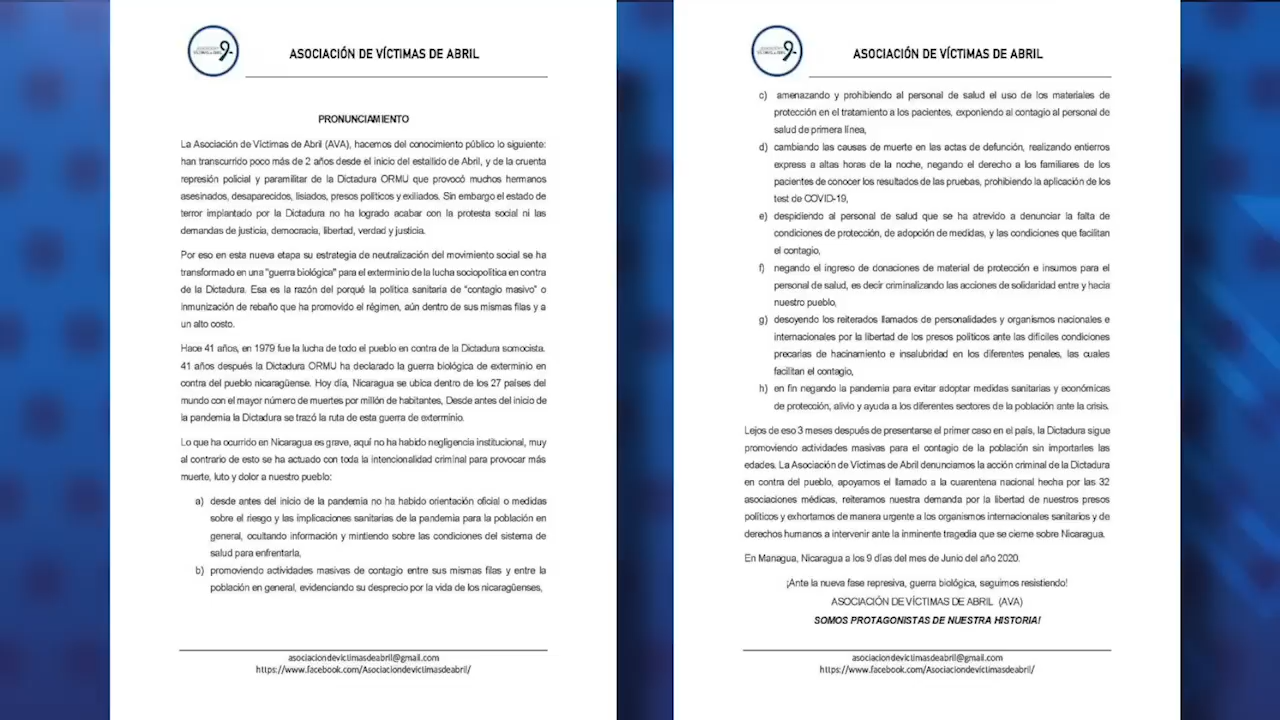 ASOCIACIÓN DE VÍCTIMAS DE ABRIL
PRONUNCIAMIENTO
La Asociación de Víctimas de Abril (AVA), hacemos del conocimiento público lo siguiente:
han transcurrido poco más de 2 años desde el inicio del estallido de Abril, y de la cruenta
represión policial y paramilitar de la Dictadura ORMU que provocó muchos hermanos
asesinados, desaparecidos, lisiados, presos políticos y exiliados. Sin embargo el estado de
terror implantado por la Dictadura no ha logrado acabar con la protesta social ni las
demandas de justicia, democracia, libertad, verdad y justicia.
Por eso en esta nueva etapa su estrategia de neutralización del movimiento social se ha
transformado en una "guerra biológica" para el exterminio de la lucha sociopolítica en contra
de la Dictadura. Esa es la razón del porqué la política sanitaria de "contagio masivo" o
inmunización de rebaño que ha promovido el régimen, aún dentro de sus mismas filas y a
un alto costo.
Hace 41 años, en 1979 fue la lucha de todo el pueblo en contra de la Dictadura somocista.
41 años después la Dictadura ORMU ha declarado la guerra biológica de exterminio en
contra del pueblo nicaragüense. Hoy día, Nicaragua se ubica dentro de los 27 países del
mundo con el mayor número de muertes por millón de habitantes, Desde antes del inicio de
la pandemia la Dictadura se trazó la ruta de esta guerra de exterminio.
Lo que ha ocurrido en Nicaragua es grave, aquí no ha habido negligencia institucional, muy
al contrario de esto se ha actuado con toda la intencionalidad criminal para provocar más
muerte, luto y dolor a nuestro pueblo:
a) desde antes del inicio de la pandemia no ha habido orientación oficial o medidas
sobre el riesgo y las implicaciones sanitarias de la pandemia para la población en
general, ocultando información y mintiendo sobre las condiciones del sistema de
salud para enfrentarla,
b) promoviendo actividades masivas de contagio entre sus mismas filas y entre la
población en general, evidenciando su desprecio por la vida de los nicaragüenses,
asociaciondevictimasdeabril@gmail.com
https://www.facebook.com/Asociaciondevictimasdeabril/
ASOCIACIÓN DE VÍCTIMAS DE ABRIL
c) amenazando y prohibiendo al personal de salud el uso de los materiales de
protección en el tratamiento a los pacientes, exponiendo al contagio al personal de
salud de primera línea,
d) cambiando las causas de muerte en las actas de defunción, realizando entierros
express a altas horas de la noche, negando el derecho a los familiares de los
pacientes de conocer los resultados de las pruebas, prohibiendo la aplicación de los
test de COVID-19,
e) despidiendo al personal de salud que se ha atrevido a denunciar la falta de
condiciones de protección, de adopción de medidas, y las condiciones que facilitan
el contagio,
f) negando el ingreso de donaciones de material de protección e insumos para el
personal de salud, es decir criminalizando las acciones de solidaridad entre y hacia
nuestro pueblo,
g) desoyendo los reiterados llamados de personalidades y organismos nacionales e
internacionales por la libertad de los presos políticos ante las difíciles condiciones
precarias de hacinamiento e insalubridad en los diferentes penales, las cuales
facilitan el contagio,
h) en fin negando la pandemia para evitar adoptar medidas sanitarias y económicas
de protección, alivio y ayuda a los diferentes sectores de la población ante la crisis.
Lejos de eso 3 meses después de presentarse el primer caso en el país, la Dictadura sigue
promoviendo actividades masivas para el contagio de la población sin importarles las
edades. La Asociación de Víctimas de Abril denunciamos la acción criminal de la Dictadura
en contra del pueblo, apoyamos el llamado a la cuarentena nacional hecha por las 32
asociaciones médicas, reiteramos nuestra demanda por la libertad de nuestros presos
políticos y exhortamos de manera urgente a los organismos internacionales sanitarios y de
derechos humanos a intervenir ante la inminente tragedia que se cierne sobre Nicaragua.
En Managua, Nicaragua a los 9 días del mes de Junio del año 2020.
¡Ante la nueva fase represiva, guerra biológica, seguimos resistiendo!
ASOCIACIÓN DE VÍCTIMAS DE ABRIL (AVA)
SOMOS PROTAGONISTAS DE NUESTRA HISTORIA!
asociaciondevictimasdeabril@gmail.com
https://www.facebook.com/Asociaciondevictimasdeabril/